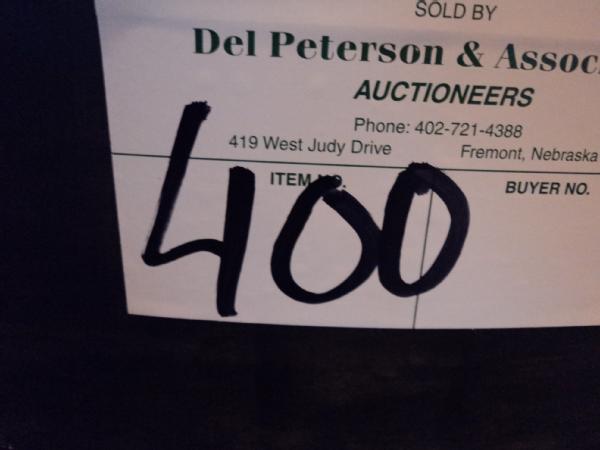 SOLD BY
Del Peterson & Assoc
AUCTIONEERS
Phone: 402-721-4388
419 West Judy Drive Fremont, Nebraska
ITEM NO. BUYER NO.
400